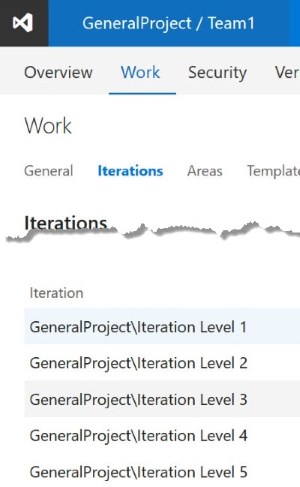 GeneralProject / Team1
Overview Work Security Ver
Work
General Iterations Areas Templat
Iterations
Iteration
GeneralProject\Iteration Level 1
GeneralProject\Iteration Level 2
GeneralProject\Iteration Level 3
GeneralProject\Iteration Level 4
GeneralProject\Iteration Level 5